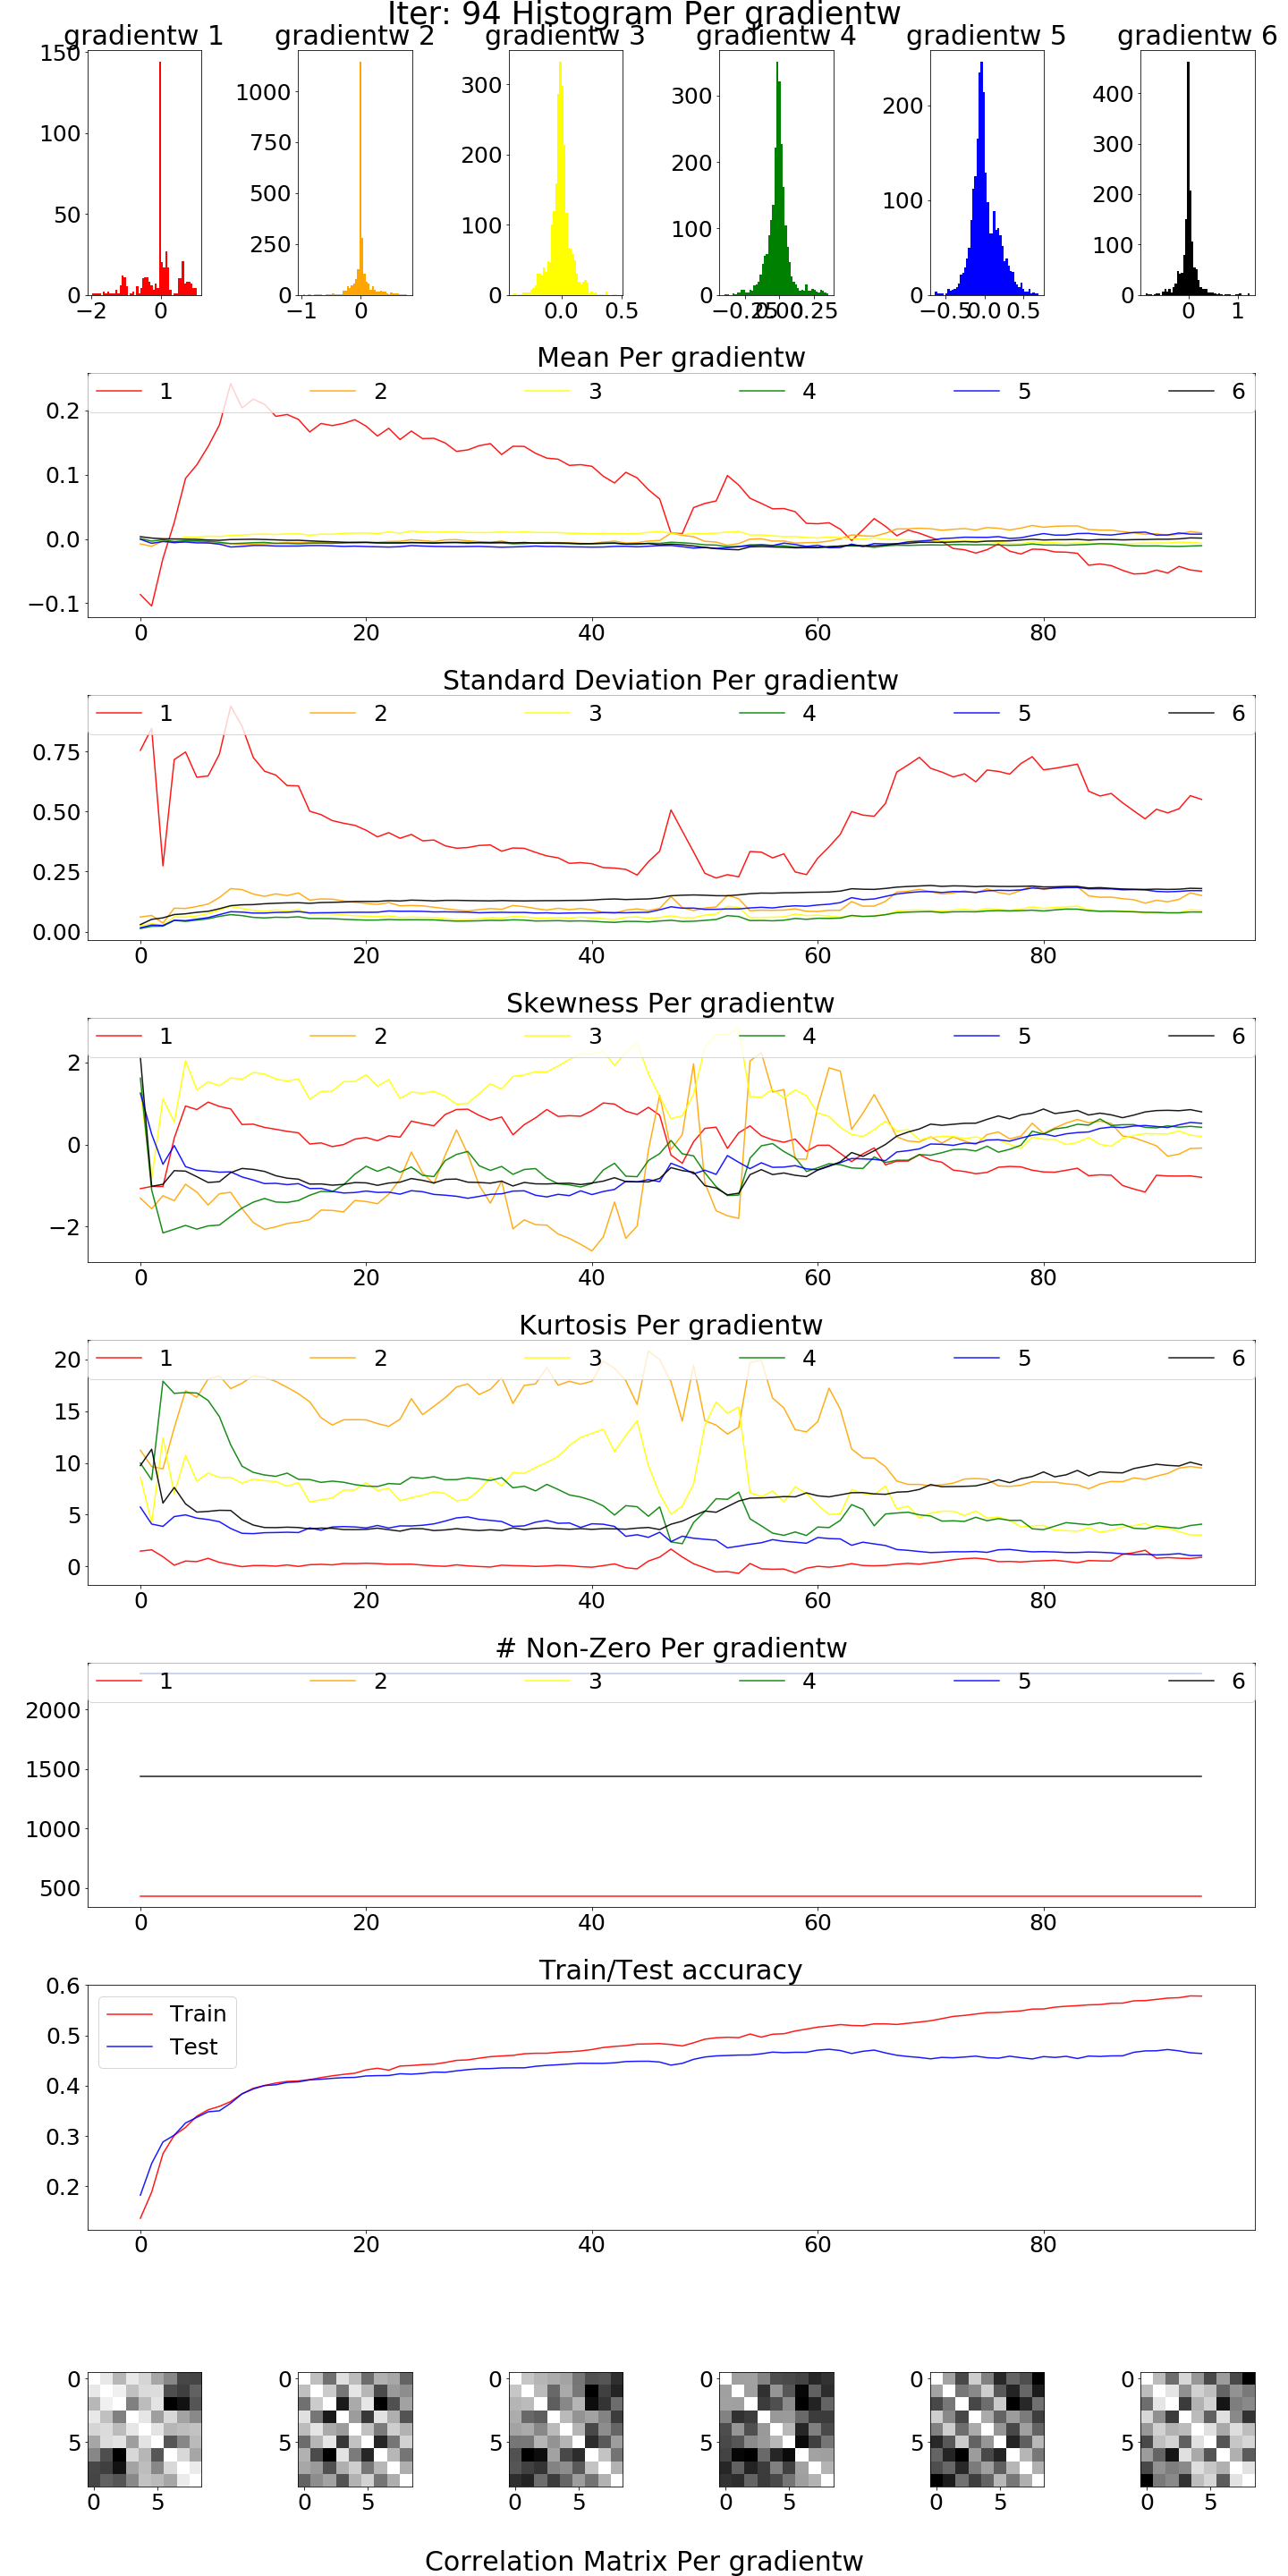 Iter: 94 Histogram Per gradientw
gradientw 1 gradientw 2 gradientw 3 gradientw 4 gradientw 5 gradientw 6
150 100 50 0
−2 0
1000 750 500 250 0
−1 0
300 200 100 0
0.0 0.5
300 200 100 0
−0.25 0.00 0.25
200 100 0
−0.5 0.0 0.5
400 300 200 100 0
0 1
Mean Per gradientw
1 2 3 4 5 6
0.2
0.1
0.0
−0.1
0 20 40 60 80
Standard Deviation Per gradientw
1 2 3 4 5 6
0.75
0.50
0.25
0.00
0 20 40 60 80
Skewness Per gradientw
1 2 3 4 5 6
2
0
−2
0 20 40 60 80
Kurtosis Per gradientw
1 2 3 4 5 6
20
15
10
5
0
0 20 40 60 80
# Non-Zero Per gradientw
1 2 3 4 5 6
2000
1500
1000
500
0 20 40 60 80
Train/Test accuracy
Train
Test
0.6
0.5
0.4
0.3
0.2
0 20 40 60 80
0 0 0 0 0 0
5 5 5 5 5 5
0 5 0 5 0 5 0 5 0 5 0 5
Correlation Matrix Per gradientw